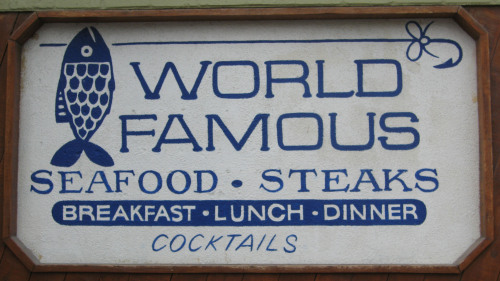 WORLD
FAMOUS
SEAFOOD • STEAKS
BREAKFAST • LUNCH • DINNER
COCKTAILS